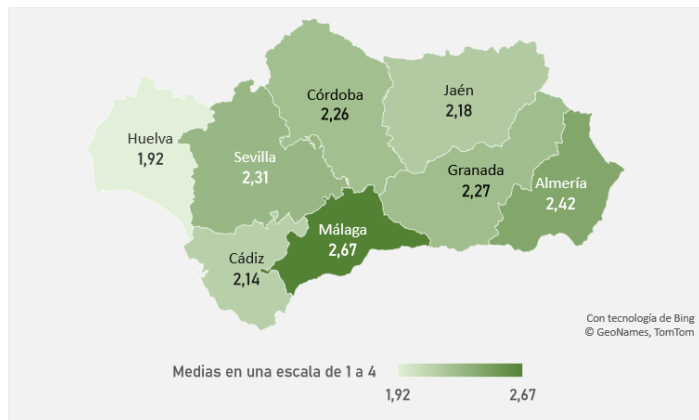 Córdoba
2,26
Jaén
2,18
Huelva
1,92
Sevilla
2,31
Granada
2,27
Almería
2,42
Málaga
2,67
Cádiz
2,14
Con tecnología de Bing
© GeoNames, TomTom
Medias en una escala de 1 a 4
1,92
2,67